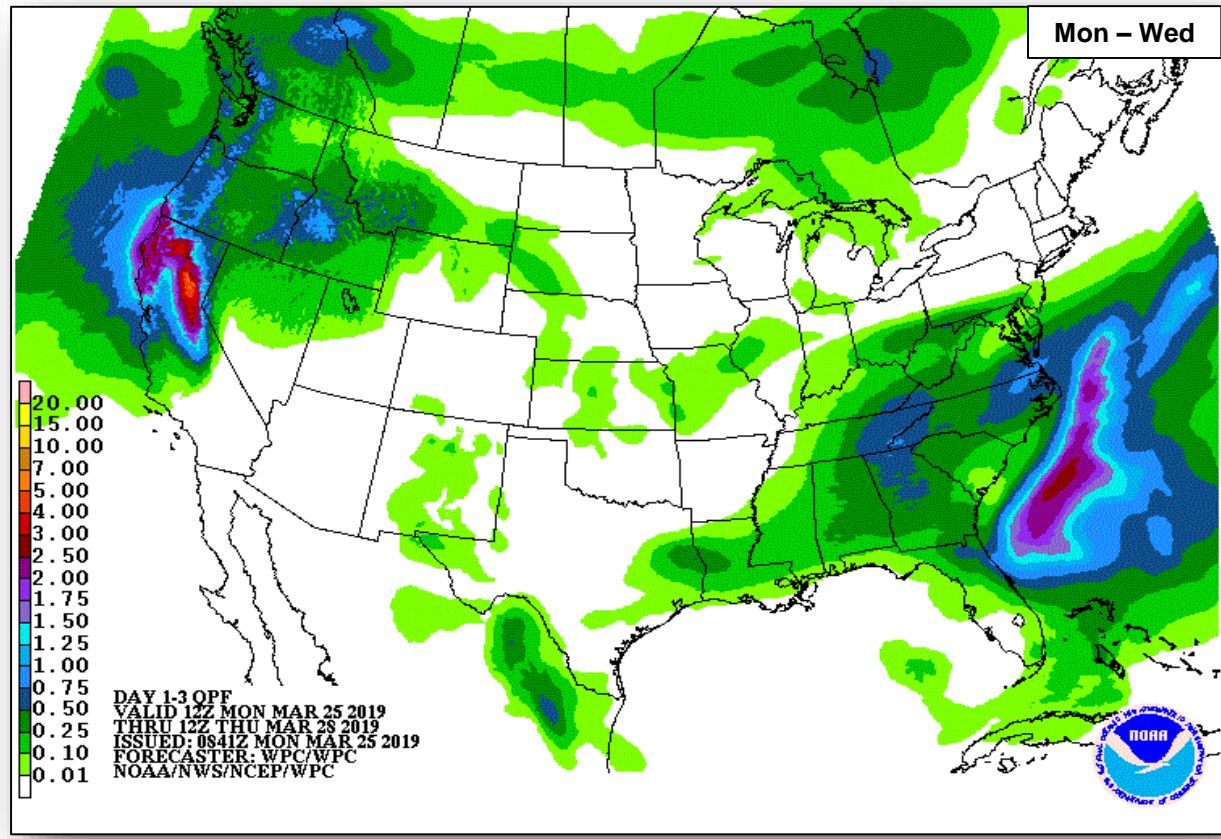 Mon – Wed
20.00
15.00
10.00
7.00
5.00
4.00
3.00
2.50
2.00
1.75
1.50
1.25
1.00
0.75
0.50
0.25
0.10
0.01
DAY 1-3 QPF
VALID 12Z MON MAR 25 2019
THRU 12Z THU MAR 28 2019
ISSUED: 0841Z MON MAR 25 2019
FORECASTER: WPC/WPC
NOAA/NWS/NCEP/WPC
NOAA